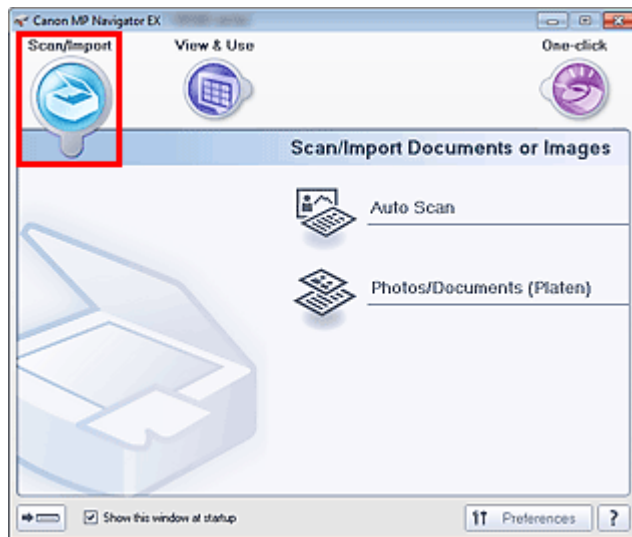 Canon MP Navigator EX
Scan/Import
View & Use
One-click
Scan/Import Documents or Images
Auto Scan
Photos/Documents (Platen)
Show this window at startup
Preferences
?